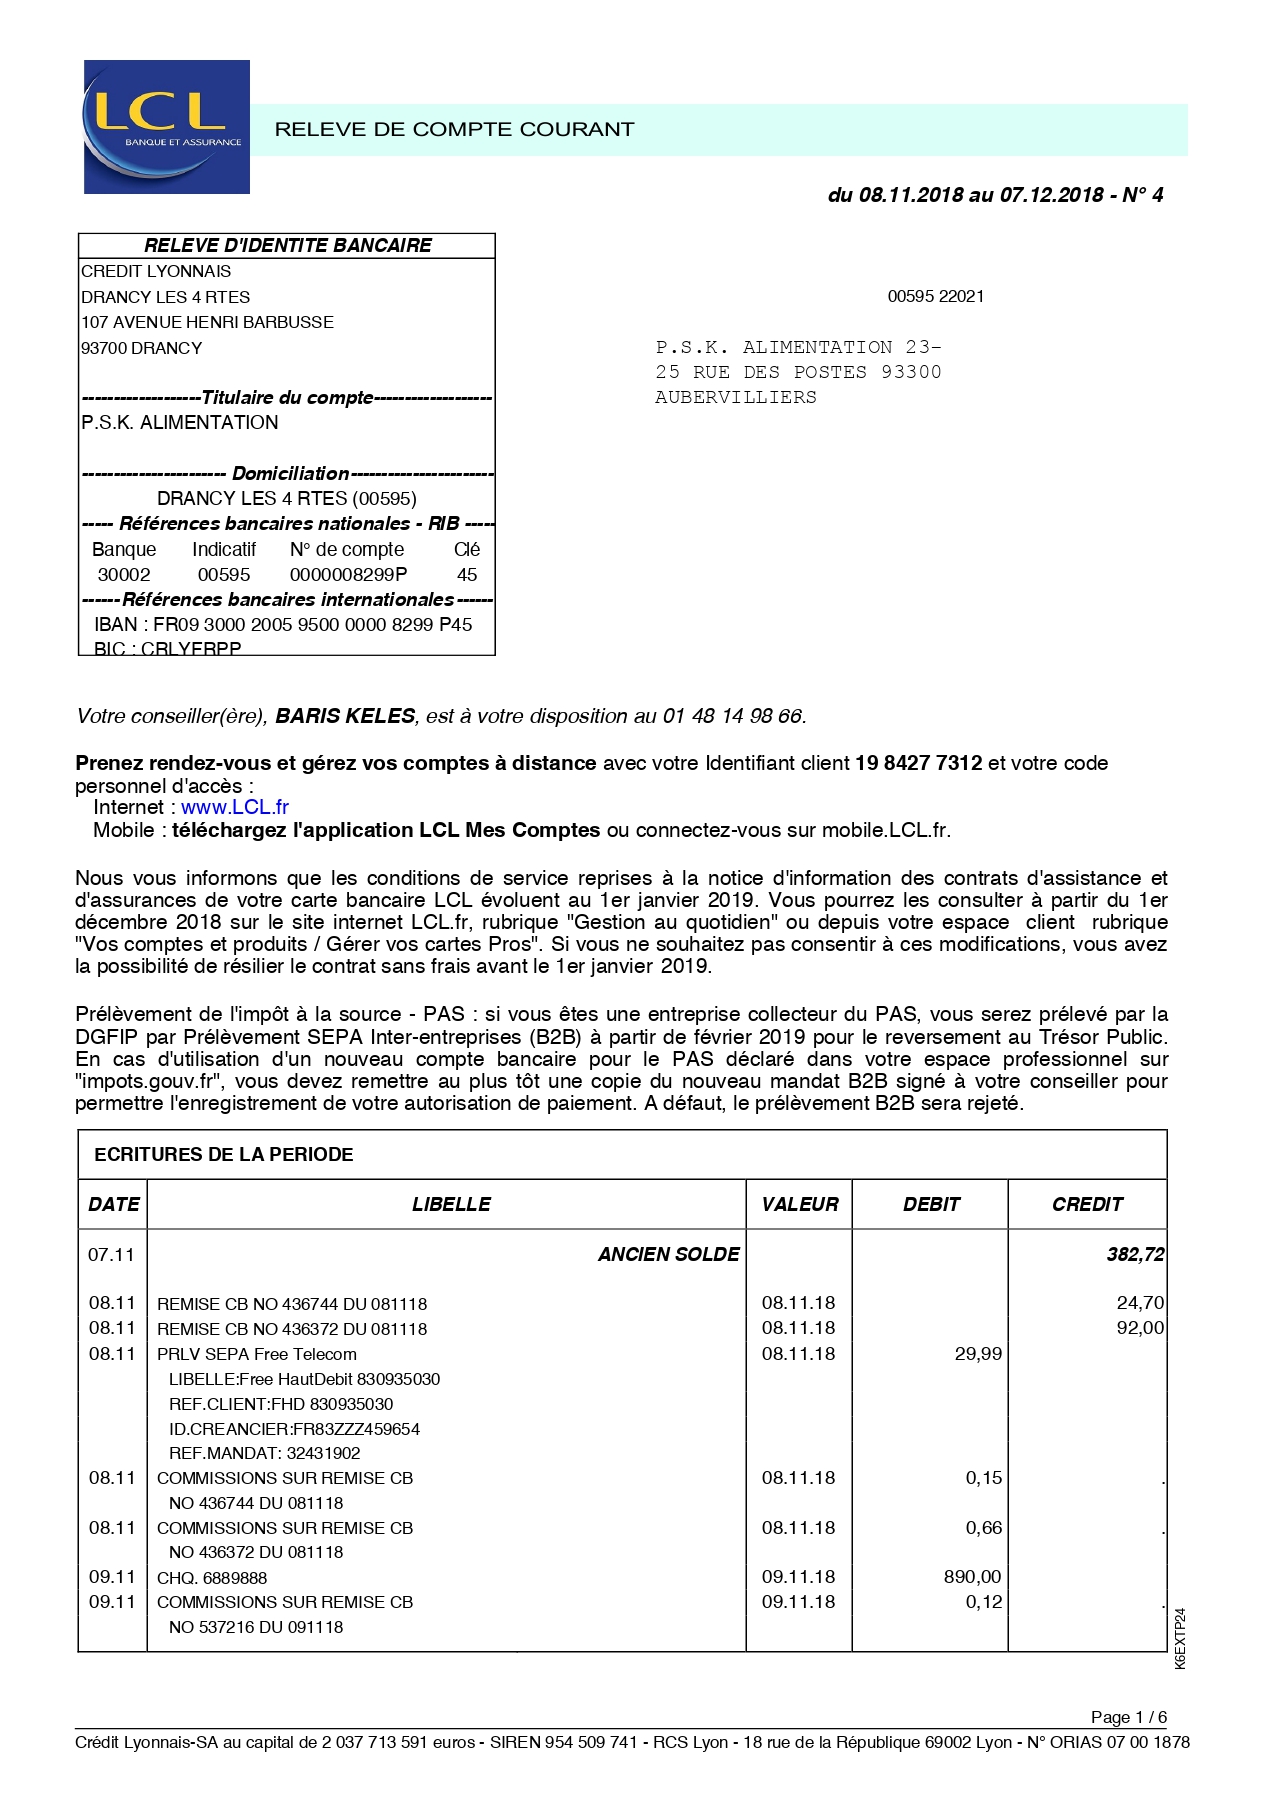 LCL
BANQUE ET ASSURANCE
RELEVE DE COMPTE COURANT
du 08.11.2018 au 07.12.2018 - N° 4
RELEVE D'IDENTITE BANCAIRE
CREDIT LYONNAIS
DRANCY LES 4 RTES
107 AVENUE HENRI BARBUSSE
93700 DRANCY
-------------------Titulaire du compte-------------------
P.S.K. ALIMENTATION
----------------------- Domiciliation-----------------------
DRANCY LES 4 RTES (00595)
----- Références bancaires nationales - RIB -----
Banque Indicatif N° de compte Clé
30002 00595 0000008299P 45
------Références bancaires internationales------
IBAN : FR09 3000 2005 9500 0000 8299 P45
BIC : CRLYFRPP
00595 22021
P.S.K. ALIMENTATION 23-
25 RUE DES POSTES 93300
AUBERVILLIERS
Votre conseiller(ère), BARIS KELES, est à votre disposition au 01 48 14 98 66.
Prenez rendez-vous et gérez vos comptes à distance avec votre Identifiant client 19 8427 7312 et votre code
personnel d'accès :
Internet : www.LCL.fr
Mobile : téléchargez l'application LCL Mes Comptes ou connectez-vous sur mobile.LCL.fr.
Nous vous informons que les conditions de service reprises à la notice d'information des contrats d'assistance et
d'assurances de votre carte bancaire LCL évoluent au 1er janvier 2019. Vous pourrez les consulter à partir du 1er
décembre 2018 sur le site internet LCL.fr, rubrique "Gestion au quotidien" ou depuis votre espace client rubrique
"Vos comptes et produits / Gérer vos cartes Pros". Si vous ne souhaitez pas consentir à ces modifications, vous avez
la possibilité de résilier le contrat sans frais avant le 1er janvier 2019.
Prélèvement de l'impôt à la source - PAS : si vous êtes une entreprise collecteur du PAS, vous serez prélevé par la
DGFIP par Prélèvement SEPA Inter-entreprises (B2B) à partir de février 2019 pour le reversement au Trésor Public.
En cas d'utilisation d'un nouveau compte bancaire pour le PAS déclaré dans votre espace professionnel sur
"impots.gouv.fr", vous devez remettre au plus tôt une copie du nouveau mandat B2B signé à votre conseiller pour
permettre l'enregistrement de votre autorisation de paiement. A défaut, le prélèvement B2B sera rejeté.
ECRITURES DE LA PERIODE
DATE LIBELLE VALEUR DEBIT CREDIT
07.11 ANCIEN SOLDE 382,72
08.11 REMISE CB NO 436744 DU 081118 08.11.18 24,70
08.11 REMISE CB NO 436372 DU 081118 08.11.18 92,00
08.11 PRLV SEPA Free Telecom 08.11.18 29,99
LIBELLE:Free HautDebit 830935030
REF.CLIENT:FHD 830935030
ID.CREANCIER:FR83ZZZ459654
REF.MANDAT: 32431902
08.11 COMMISSIONS SUR REMISE CB 08.11.18 0,15 .
NO 436744 DU 081118
08.11 COMMISSIONS SUR REMISE CB 08.11.18 0,66 .
NO 436372 DU 081118
09.11 CHQ. 6889888 09.11.18 890,00
09.11 COMMISSIONS SUR REMISE CB 09.11.18 0,12 .
NO 537216 DU 091118
K6EXTP24
Page 1 / 6
Crédit Lyonnais-SA au capital de 2 037 713 591 euros - SIREN 954 509 741 - RCS Lyon - 18 rue de la République 69002 Lyon - N° ORIAS 07 00 1878